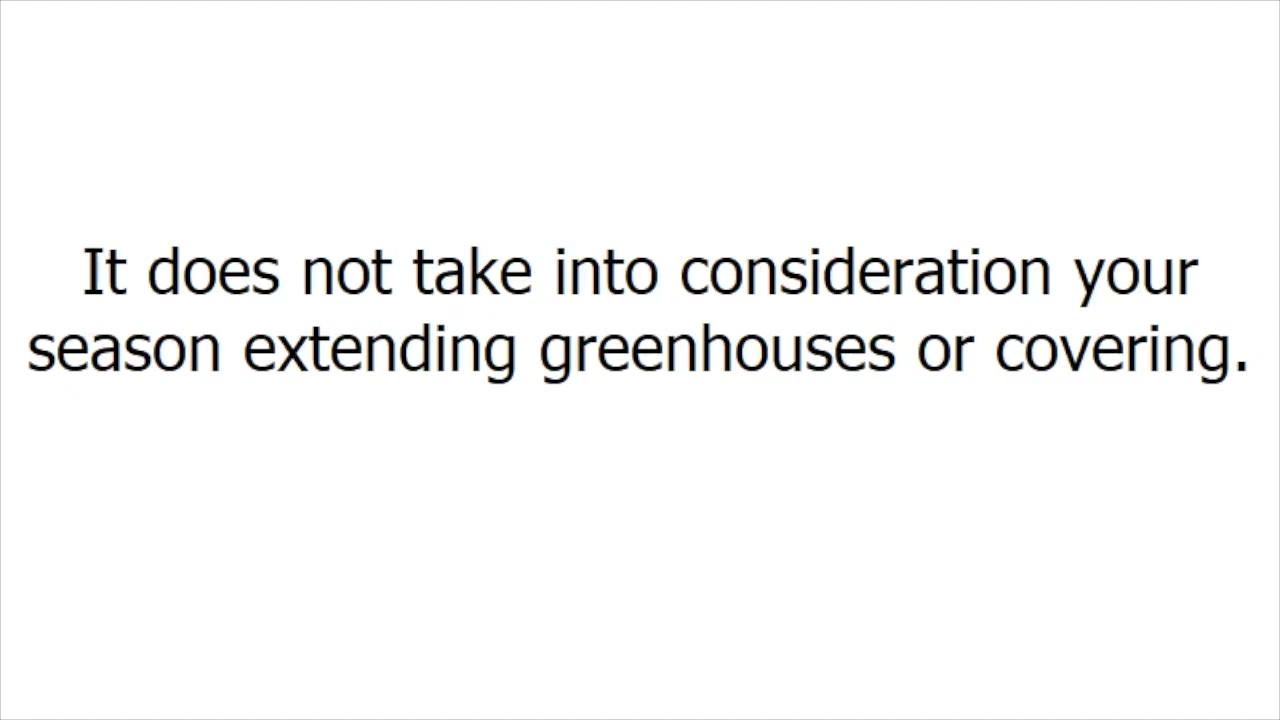 It does not take into consideration your
season extending greenhouses or covering.